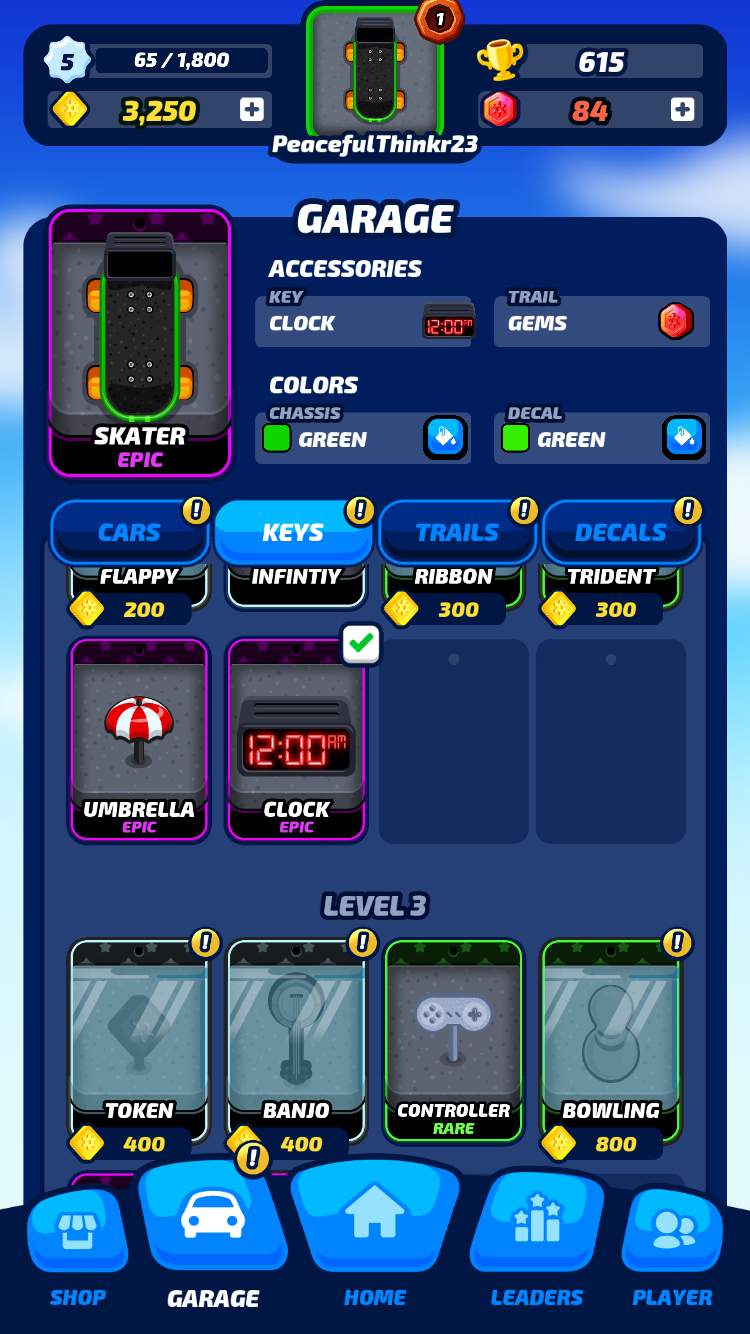 1
5
65 / 1,800
615
3,250
84
PeacefulThinkr23
GARAGE
ACCESSORIES
KEY
CLOCK
12:00
TRAIL
GEMS
COLORS
CHASSIS
GREEN
DECAL
GREEN
SKATER
EPIC
CARS
KEYS
TRAILS
DECALS
FLAPPY
INFINTIY
RIBBON
TRIDENT
200
300
300
12:00 AM
UMBRELLA
EPIC
CLOCK
EPIC
LEVEL 3
TOKEN
BANJO
CONTROLLER
RARE
BOWLING
400
400
800
SHOP
GARAGE
HOME
LEADERS
PLAYER